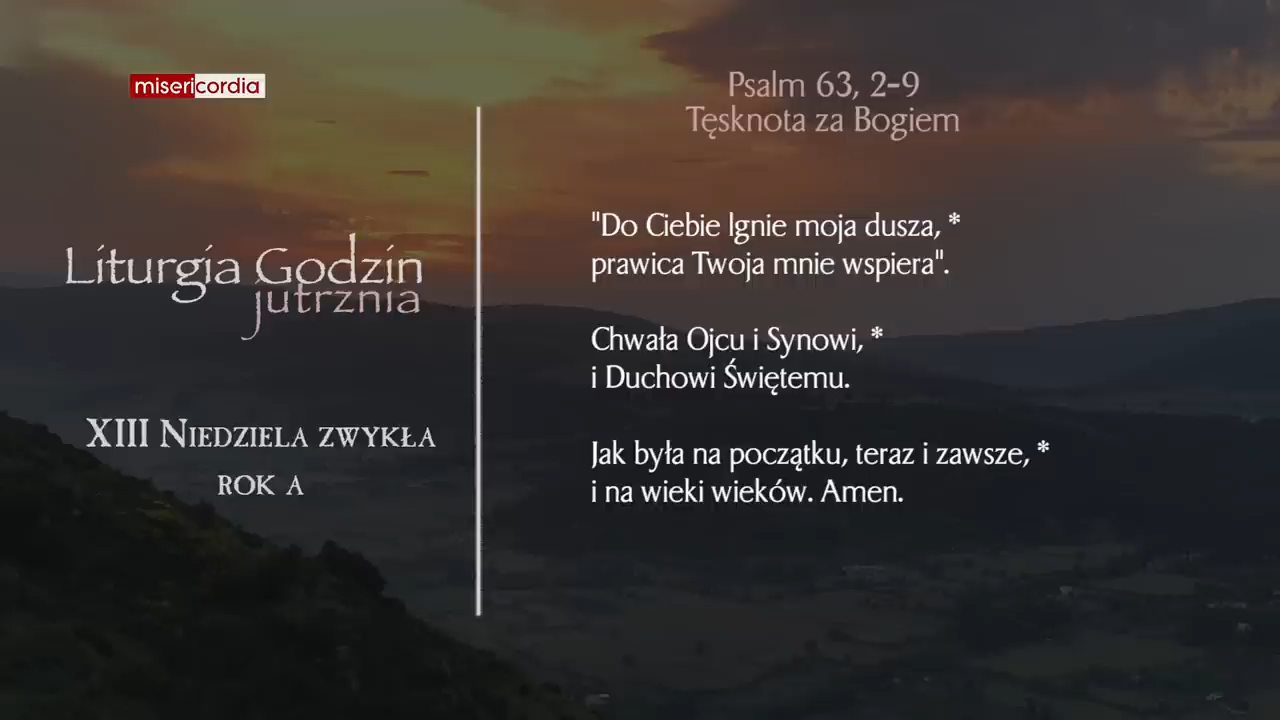 misericordia
Liturgia Godzin
jutrznia
XIII Niedziela zwykła
rok A
Psalm 63, 2-9
Tęsknota za Bogiem
"Do Ciebie lgnie moja dusza, *
prawica Twoja mnie wspiera".
Chwała Ojcu i Synowi, *
i Duchowi Świętemu.
Jak była na początku, teraz i zawsze, *
i na wieki wieków. Amen.